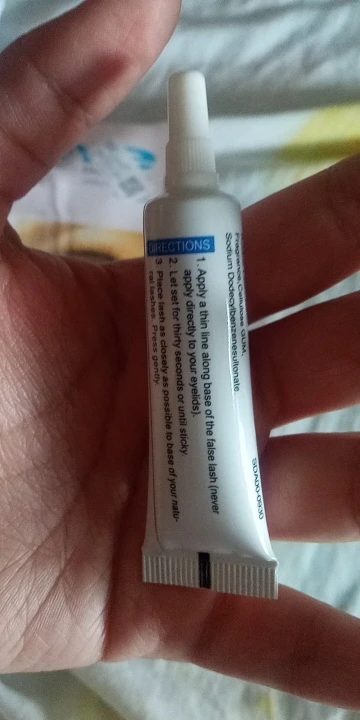 Fragrance,Cellulose GUM,
Sodium Dodecylbenzenesulfonate
DIRECTIONS
1. Apply a thin line along base of the false lash (never
apply directly to your eyelids).
2. Let set for thirty seconds or until sticky.
3. Place lash as closely as possible to base of your natu-
ral lashes. Press gently.